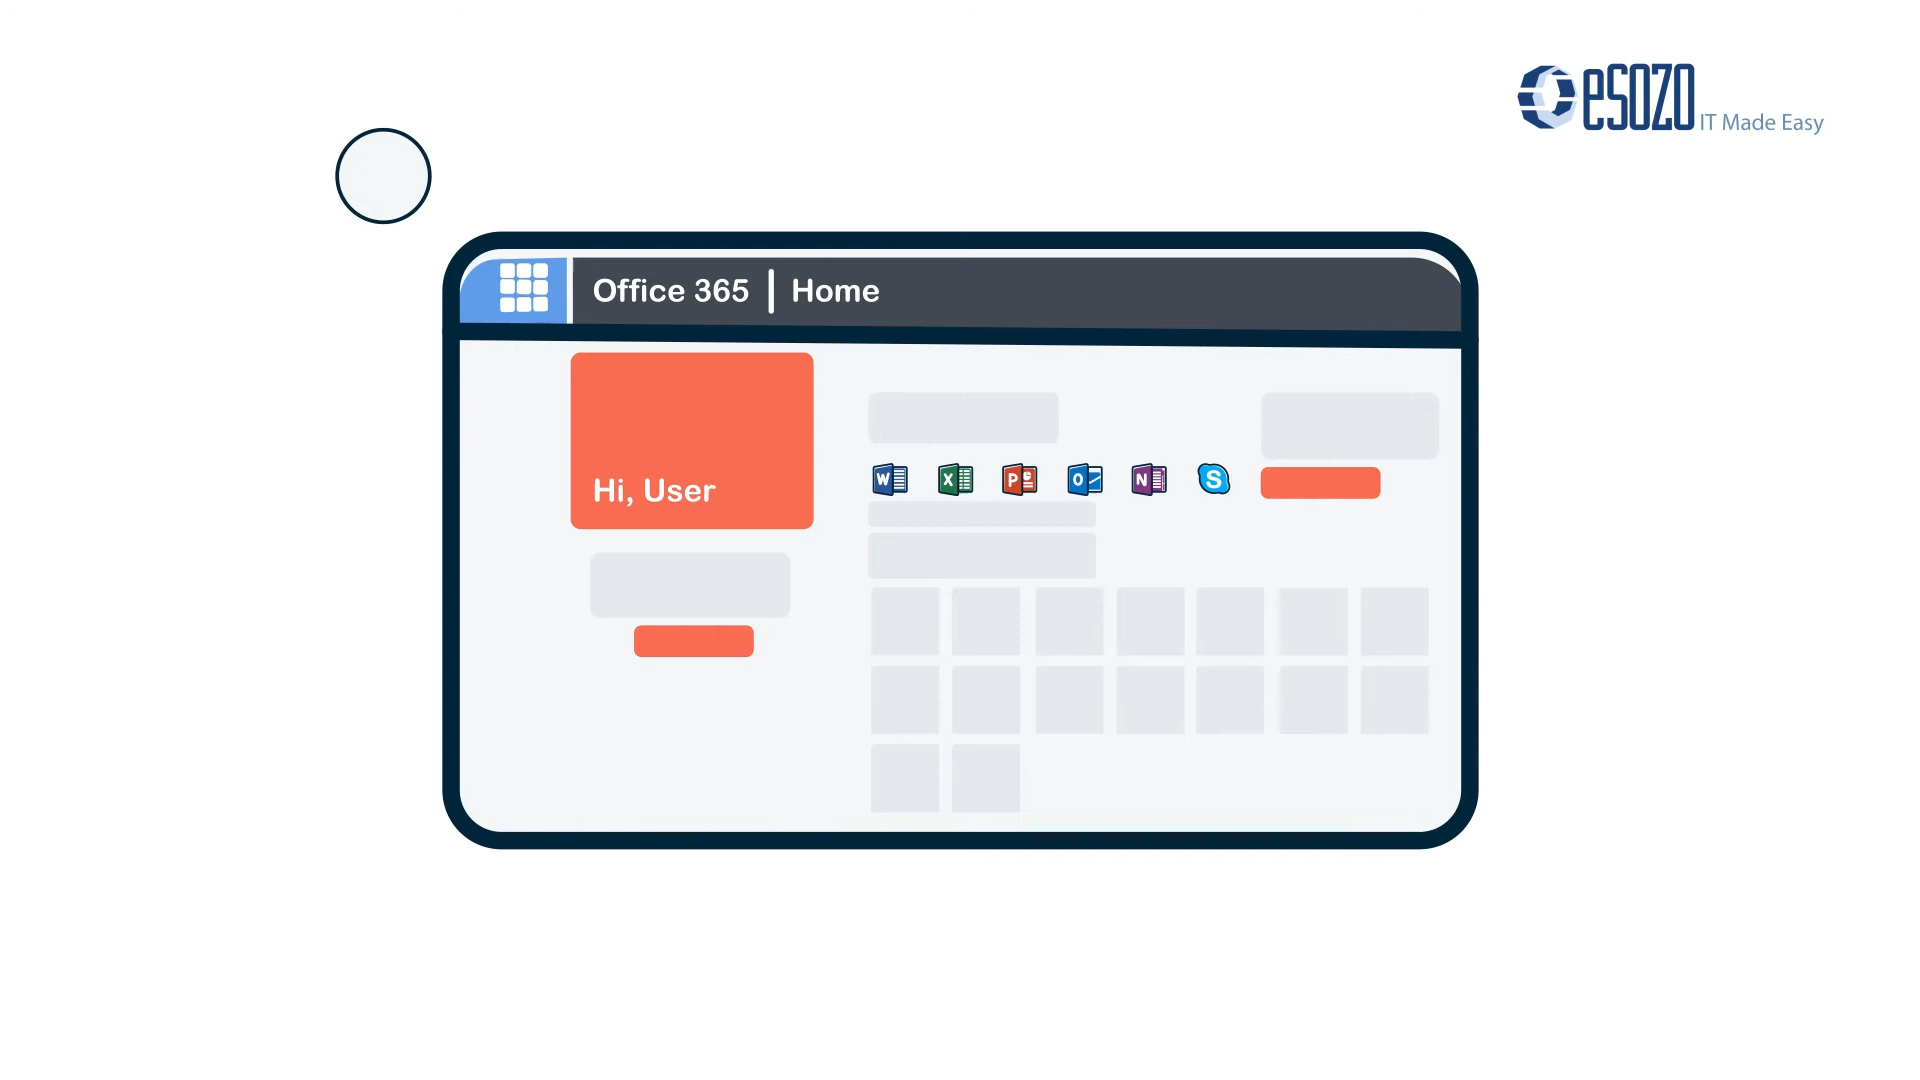 esozo IT Made Easy
Office 365 | Home
Hi, User
W X P O N S